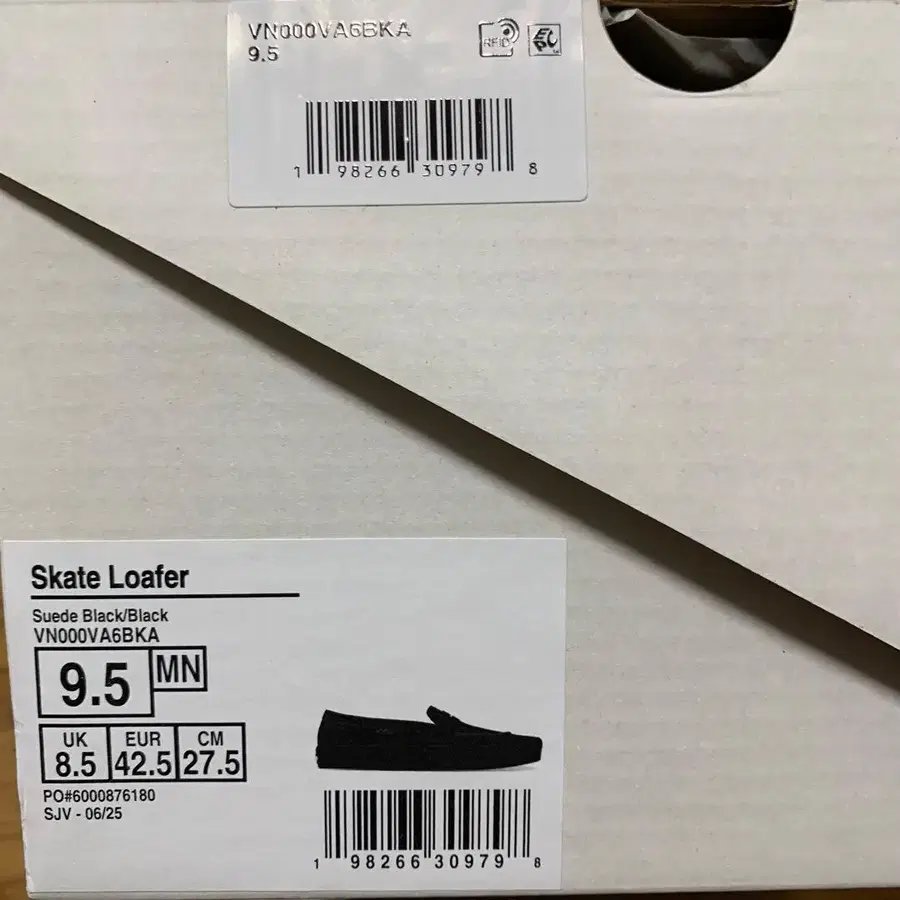 VN000VA6BKA
9.5
RFID
EPC
1 98266 30979 8
Skate Loafer
Suede Black/Black
VN000VA6BKA
9.5 MN
UK EUR CM
8.5 42.5 27.5
PO#6000876180
SJV - 06/25
1 98266 30979 8